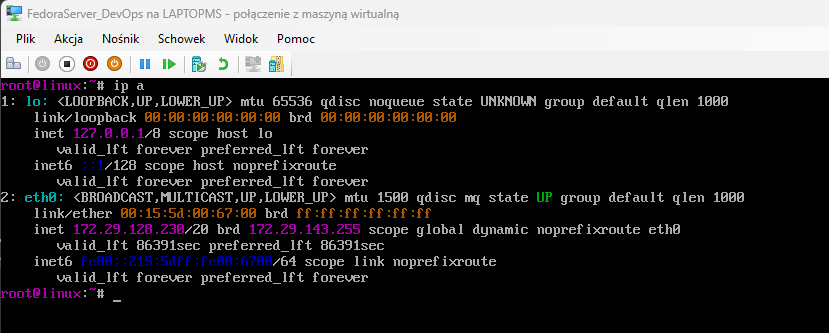 FedoraServer_DevOps na LAPTOPMS - połączenie z maszyną wirtualną
Plik Akcja Nośnik Schowek Widok Pomoc
root@linux:~# ip a
1: lo: <LOOPBACK,UP,LOWER_UP> mtu 65536 qdisc noqueue state UNKNOWN group default qlen 1000
    link/loopback 00:00:00:00:00:00 brd 00:00:00:00:00:00
    inet 127.0.0.1/8 scope host lo
       valid_lft forever preferred_lft forever
    inet6 ::1/128 scope host noprefixroute
       valid_lft forever preferred_lft forever
2: eth0: <BROADCAST,MULTICAST,UP,LOWER_UP> mtu 1500 qdisc mq state UP group default qlen 1000
    link/ether 00:15:5d:00:67:00 brd ff:ff:ff:ff:ff:ff
    inet 172.29.128.230/20 brd 172.29.143.255 scope global dynamic noprefixroute eth0
       valid_lft 86391sec preferred_lft 86391sec
    inet6 fe80::215:5dff:fe00:6700/64 scope link noprefixroute
       valid_lft forever preferred_lft forever
root@linux:~# _